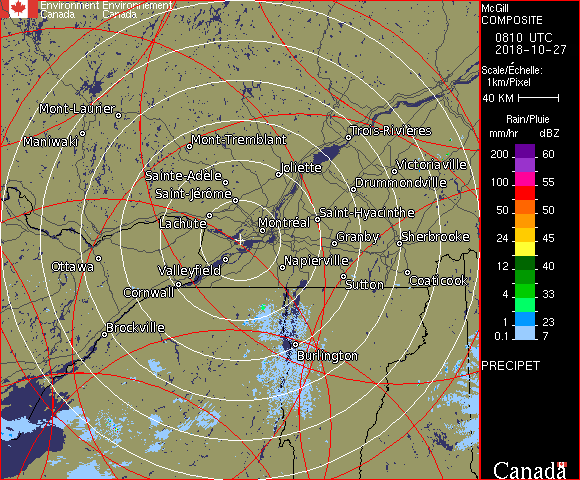 Environment Environnement
Canada Canada
McGill
COMPOSITE
0810 UTC
2018-10-27
Scale/Échelle:
1km/Pixel
40 KM
Rain/Pluie
mm/hr dBZ
200 60
150 57
100 55
50 50
24 45
12 40
4 33
1 23
0.1 7
PRECIPET
Canada
Mont-Laurier
Maniwaki
Mont-Tremblant
Trois-Rivières
Joliette
Victoriaville
Sainte-Adèle
Drummondville
Saint-Jérôme
Lachute
Saint-Hyacinthe
Montréal
Granby
Sherbrooke
Ottawa
Valleyfield
Napierville
Cornwall
Sutton
Coaticook
Brockville
Burlington